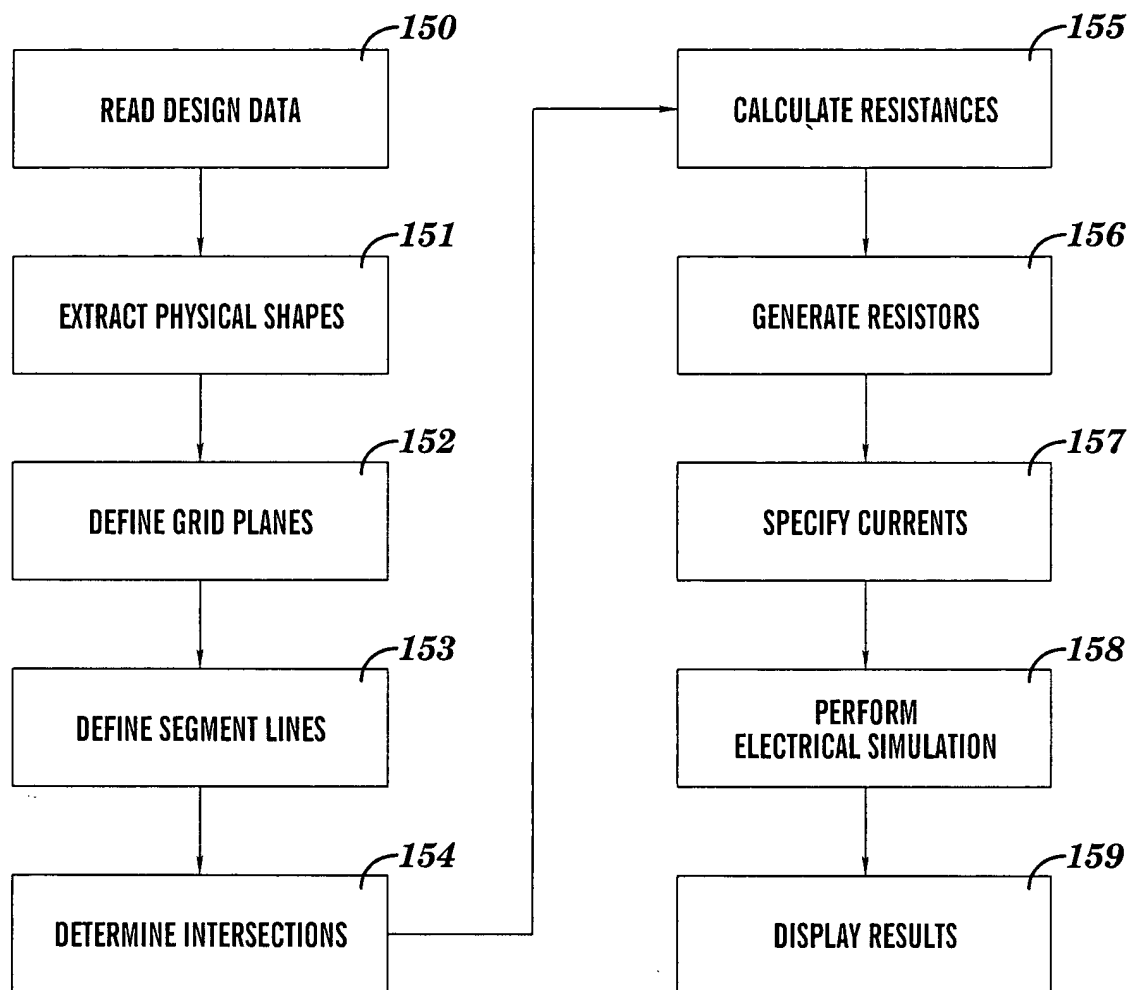 150
READ DESIGN DATA
151
EXTRACT PHYSICAL SHAPES
152
DEFINE GRID PLANES
153
DEFINE SEGMENT LINES
154
DETERMINE INTERSECTIONS
155
CALCULATE RESISTANCES
156
GENERATE RESISTORS
157
SPECIFY CURRENTS
158
PERFORM
ELECTRICAL SIMULATION
159
DISPLAY RESULTS